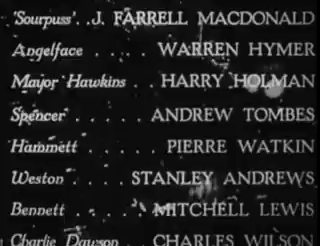 'Sourpuss' . . J. FARRELL MACDONALD
Angelface . . . . WARREN HYMER
Major Hawkins . . HARRY HOLMAN
Spencer . . . . . ANDREW TOMBES
Hammett . . . . . PIERRE WATKIN
Weston . . . . . STANLEY ANDREWS
Bennett . . . . . MITCHELL LEWIS
Charlie Dawson . . . . CHARLES WILSON